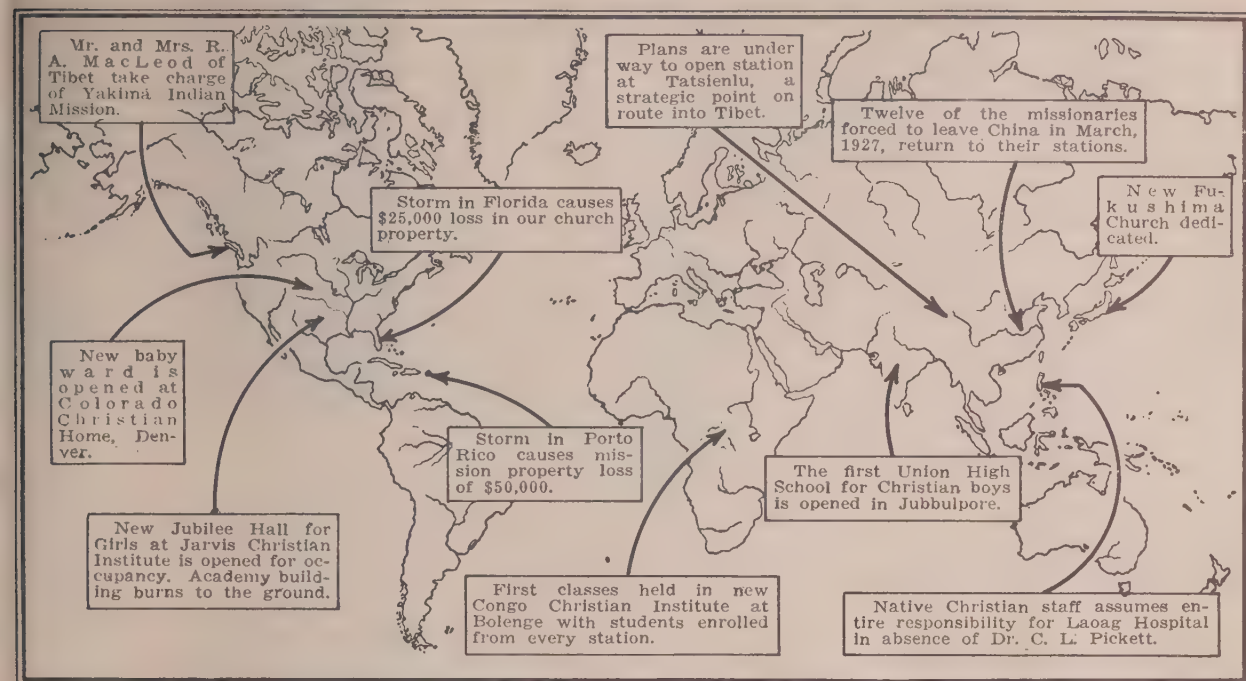 Mr. and Mrs. R.
A. MacLeod of
Tibet take charge
of Yakima Indian
Mission.
Plans are under
way to open station
at Tatsienlu, a
strategic point on
route into Tibet.
Twelve of the missionaries
forced to leave China in March,
1927, return to their stations.
New Fu-
kushima
Church dedi-
cated.
Storm in Florida causes
$25,000 loss in our church
property.
New baby
ward is
opened at
Colorado
Christian
Home, Den-
ver.
Storm in Porto
Rico causes mis-
sion property loss
of $50,000.
The first Union High
School for Christian boys
is opened in Jubbulpore.
New Jubilee Hall for
Girls at Jarvis Christian
Institute is opened for oc-
cupancy. Academy build-
ing burns to the ground.
First classes held in new
Congo Christian Institute at
Bolenge with students enrolled
from every station.
Native Christian staff assumes en-
tire responsibility for Laoag Hospital
in absence of Dr. C. L. Pickett.